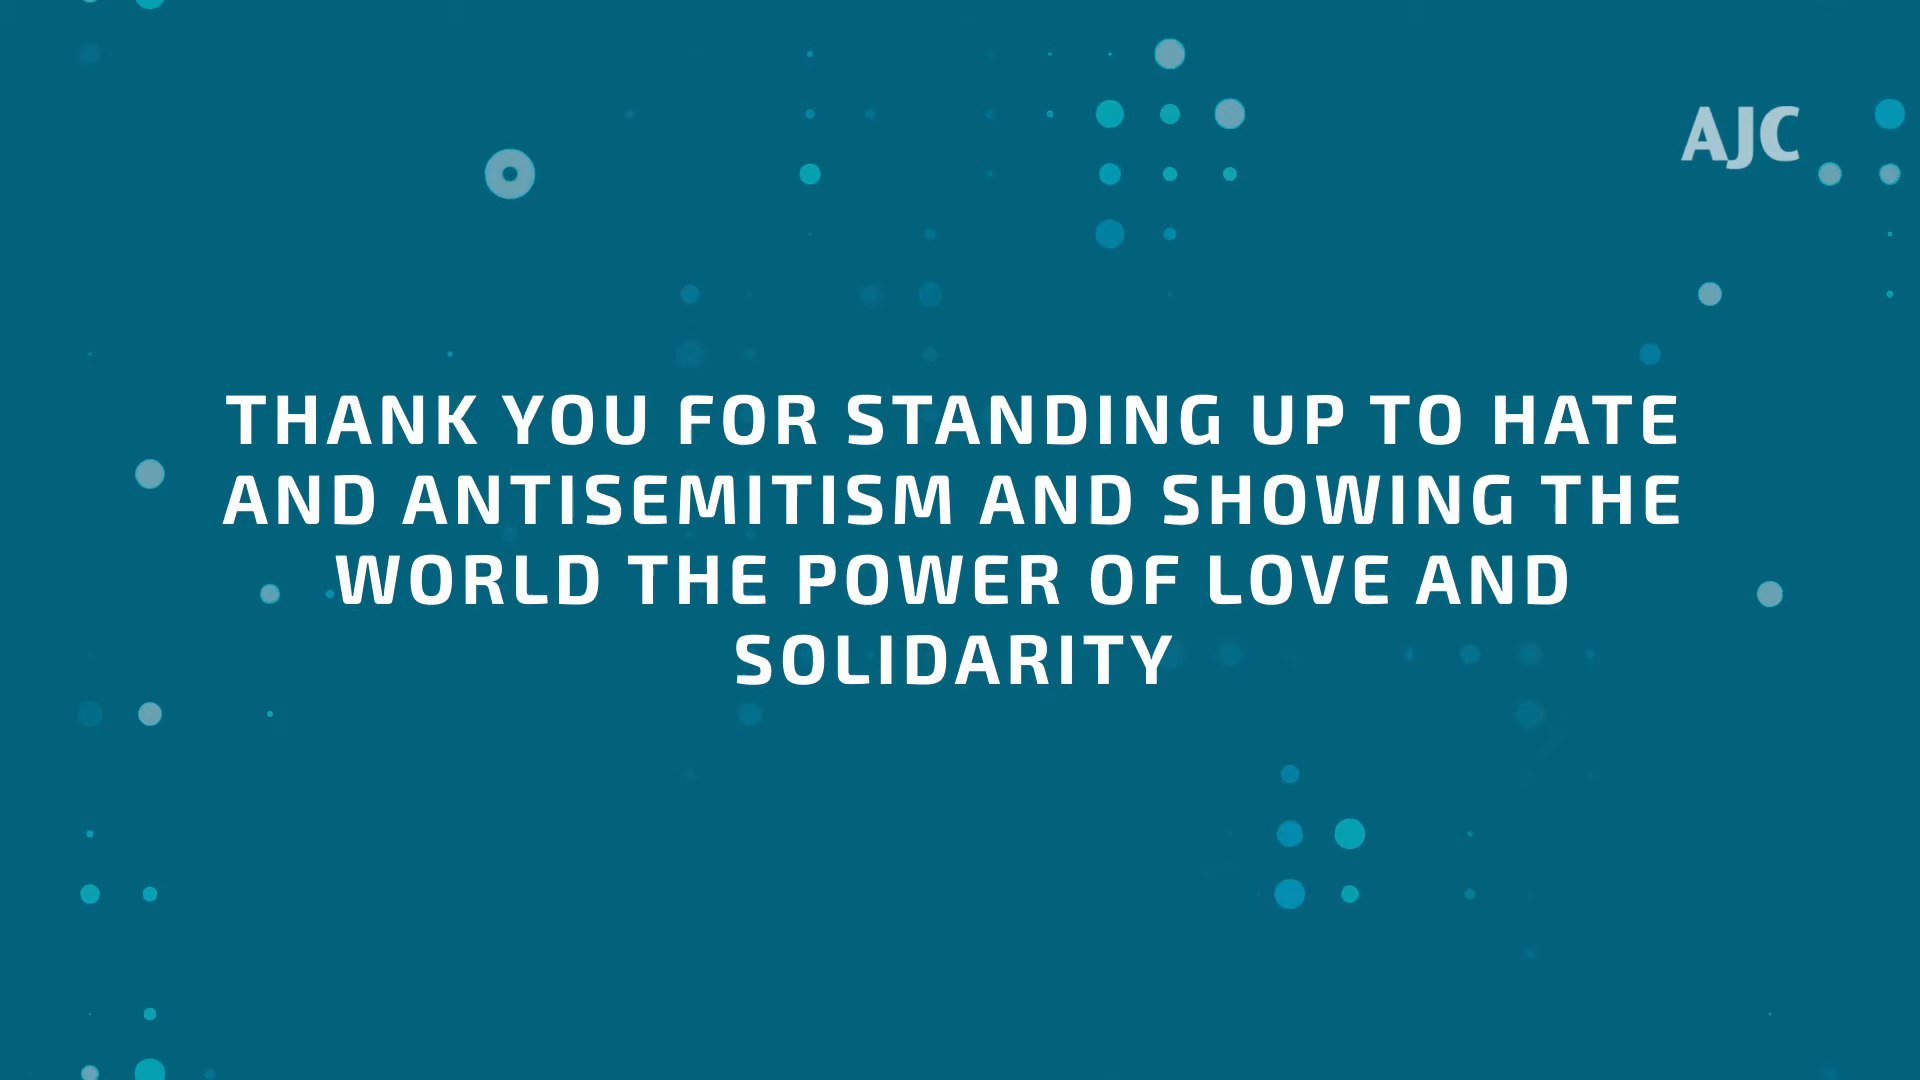 AJC
THANK YOU FOR STANDING UP TO HATE
AND ANTISEMITISM AND SHOWING THE
WORLD THE POWER OF LOVE AND
SOLIDARITY